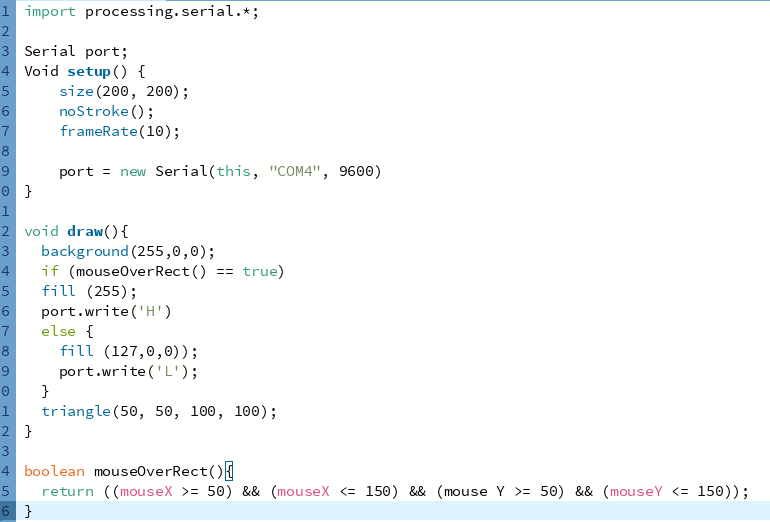 1 import processing.serial.*;
2
3 Serial port;
4 Void setup() {
5     size(200, 200);
6     noStroke();
7     frameRate(10);
8
9     port = new Serial(this, "COM4", 9600)
0 }
1
2 void draw(){
3   background(255,0,0);
4   if (mouseOverRect() == true)
5   fill (255);
6   port.write('H')
7   else {
8     fill (127,0,0));
9     port.write('L');
0   }
1   triangle(50, 50, 100, 100);
2 }
3
4 boolean mouseOverRect(){
5   return ((mouseX >= 50) && (mouseX <= 150) && (mouse Y >= 50) && (mouseY <= 150));
6 }